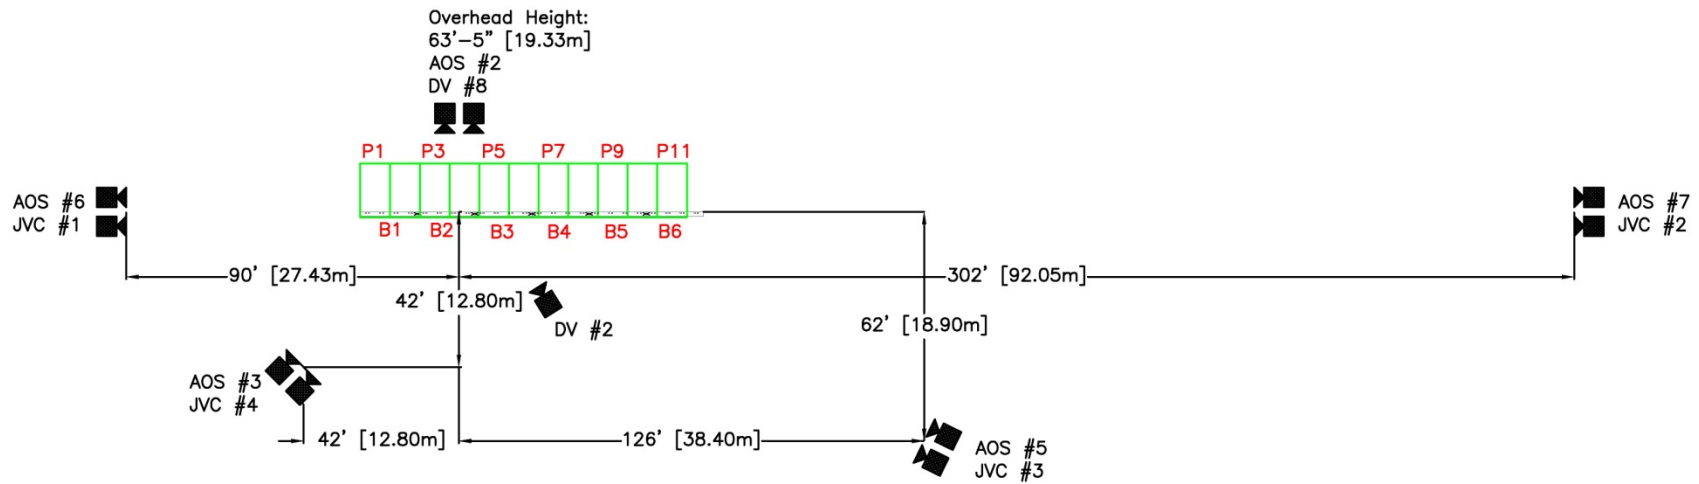 Overhead Height:
63'-5" [19.33m]
AOS #2
DV #8
P1 P3 P5 P7 P9 P11
AOS #6
JVC #1
AOS #7
JVC #2
B1 B2 B3 B4 B5 B6
90' [27.43m]
302' [92.05m]
42' [12.80m]
DV #2
62' [18.90m]
AOS #3
JVC #4
42' [12.80m]
126' [38.40m]
AOS #5
JVC #3